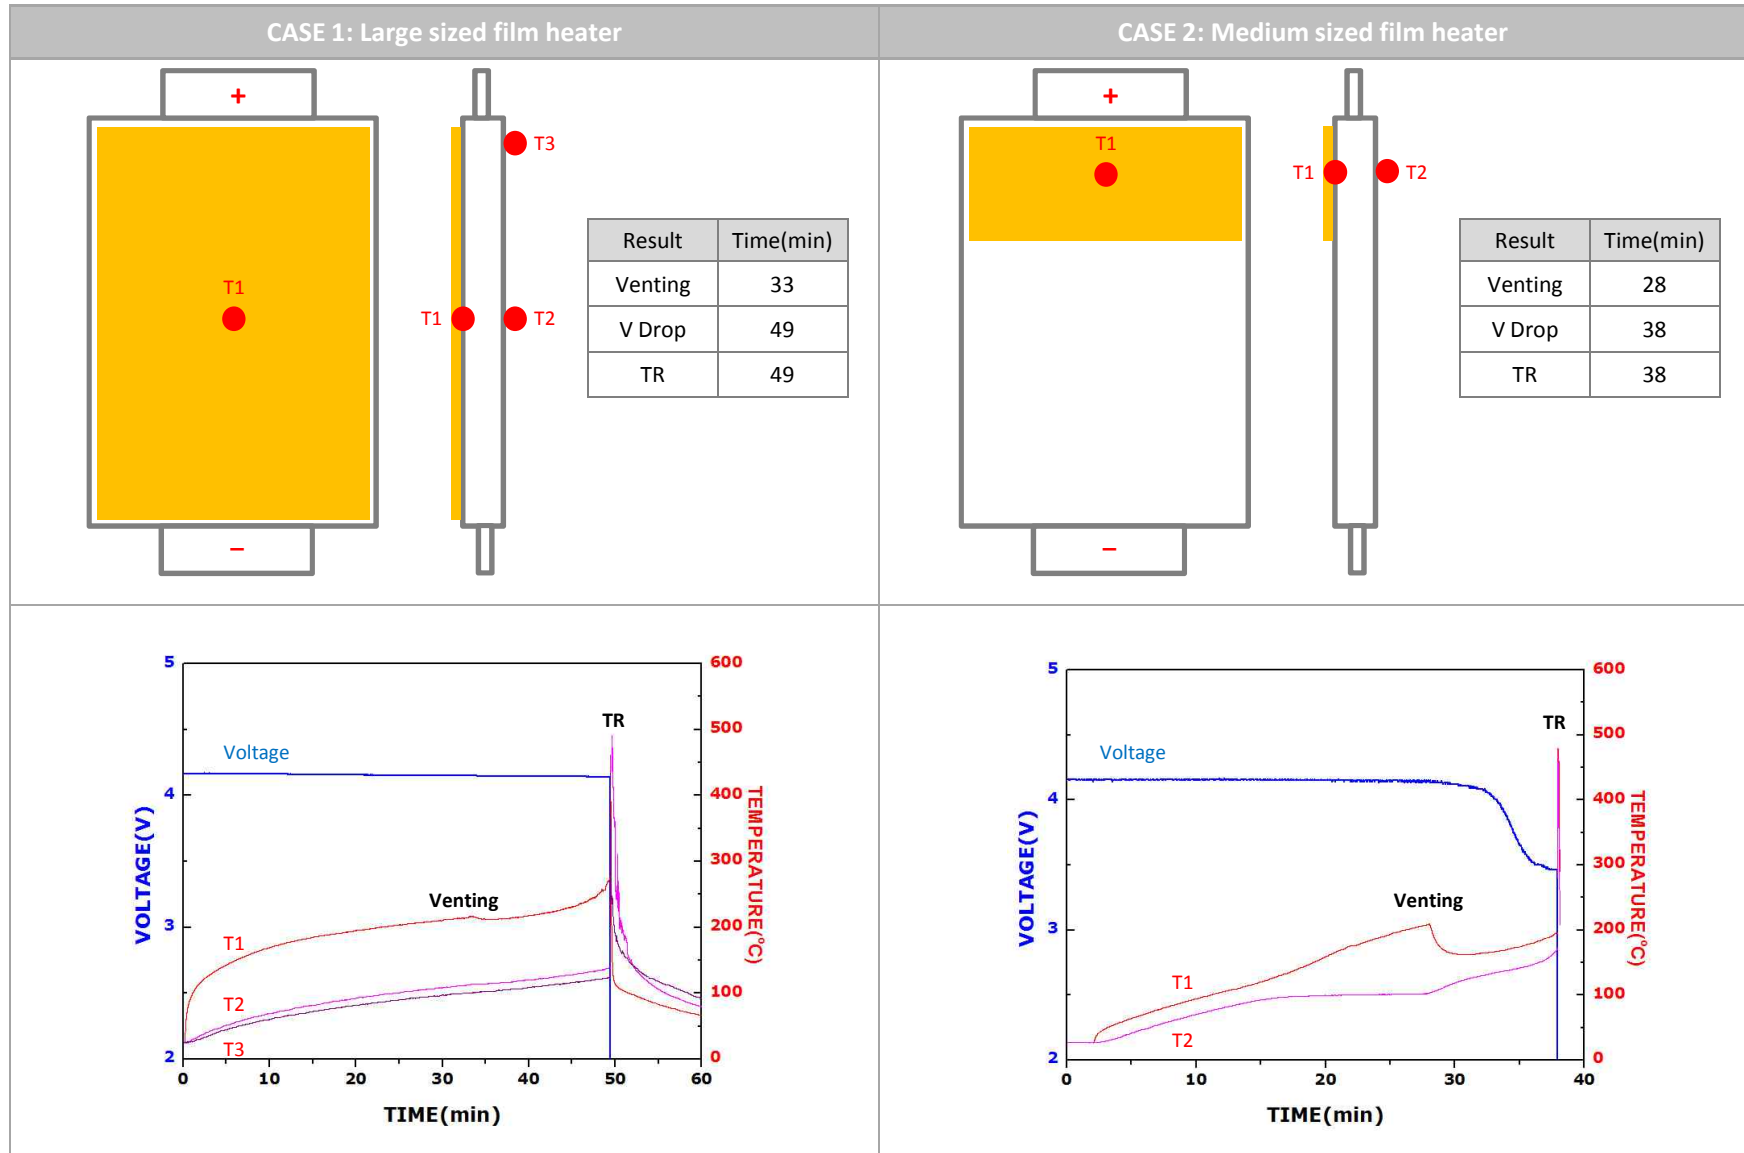 CASE 1: Large sized film heater
CASE 2: Medium sized film heater
+
T3
T1
T1
T2
−
Result Time(min)
Venting 33
V Drop 49
TR 49
+
T1
T1
T2
−
Result Time(min)
Venting 28
V Drop 38
TR 38
5
4
3
2
VOLTAGE(V)
600
500
400
300
200
100
0
TEMPERATURE(°C)
TR
Voltage
Venting
T1
T2
T3
0 10 20 30 40 50 60
TIME(min)
5
4
3
2
VOLTAGE(V)
600
500
400
300
200
100
0
TEMPERATURE(°C)
TR
Voltage
Venting
T1
T2
0 10 20 30 40
TIME(min)